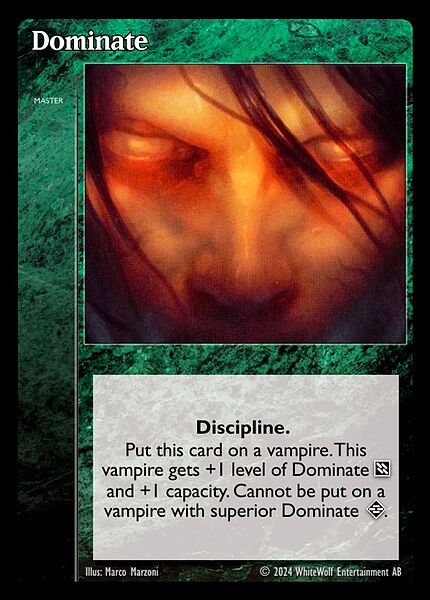 Dominate
MASTER
Discipline.
Put this card on a vampire. This
vampire gets +1 level of Dominate
and +1 capacity. Cannot be put on a
vampire with superior Dominate .
Illus: Marco Marzoni © 2024 WhiteWolf Entertainment AB